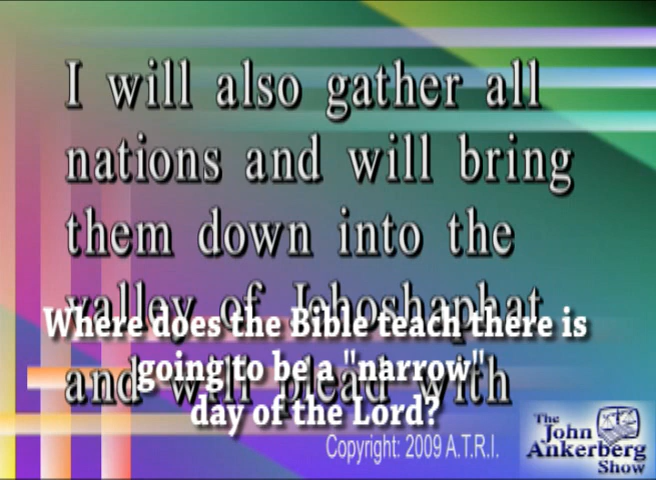 I will also gather all
nations and will bring
them down into the
valley of Jehoshaphat
and will plead with
Where does the Bible teach there is
going to be a "narrow"
day of the Lord?
Copyright: 2009 A.T.R.I.
The
John
Ankerberg
Show